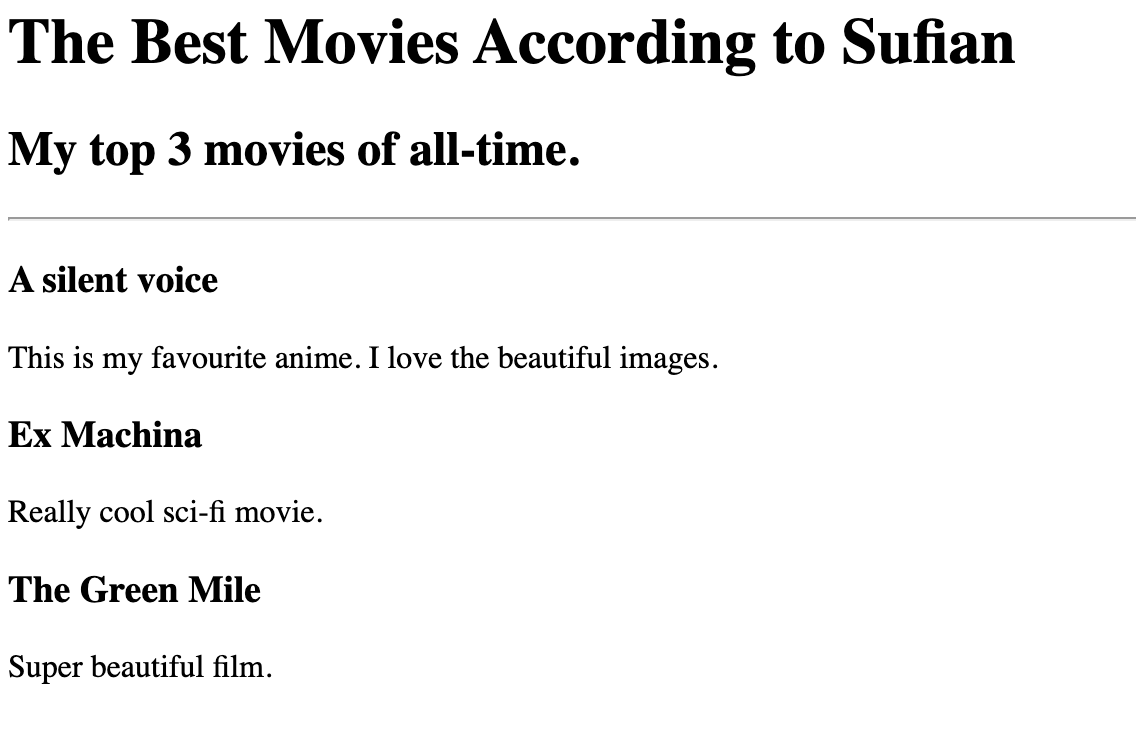 The Best Movies According to Sufian
My top 3 movies of all-time.
A silent voice
This is my favourite anime. I love the beautiful images.
Ex Machina
Really cool sci-fi movie.
The Green Mile
Super beautiful film.